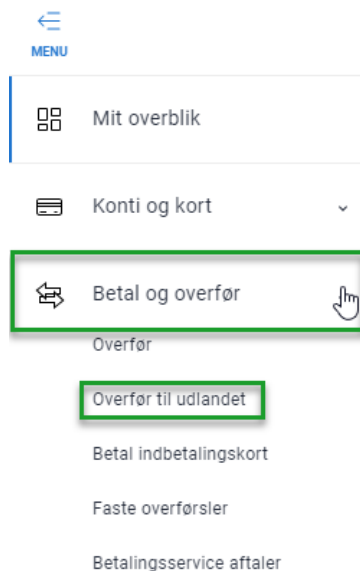 MENU
Mit overblik
Konti og kort
Betal og overfør
Overfør
Overfør til udlandet
Betal indbetalingskort
Faste overførsler
Betalingsservice aftaler